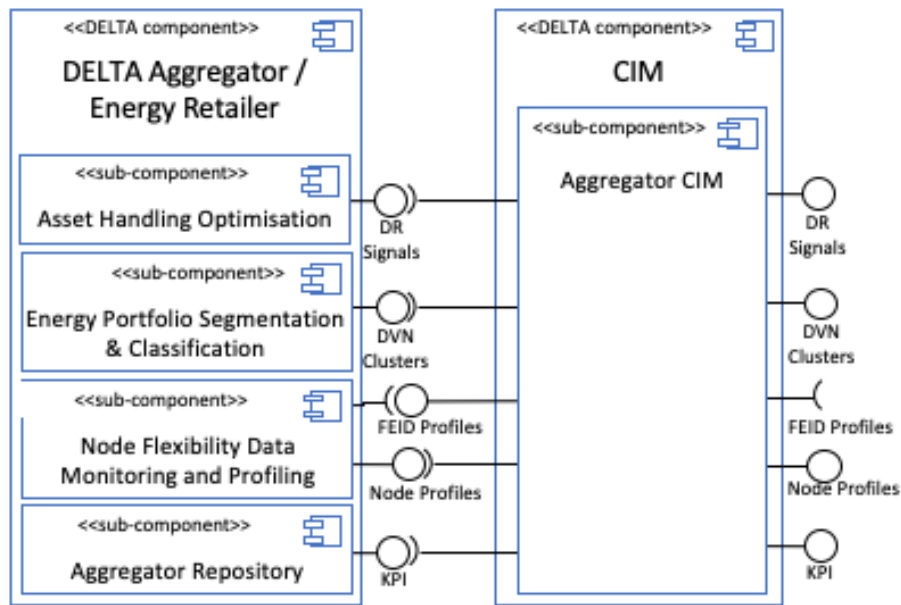 <<DELTA component>>
DELTA Aggregator /
Energy Retailer
<<sub-component>>
Asset Handling Optimisation
<<sub-component>>
Energy Portfolio Segmentation
& Classification
<<sub-component>>
Node Flexibility Data
Monitoring and Profiling
<<sub-component>>
Aggregator Repository
DR
Signals
DVN
Clusters
FEID Profiles
Node Profiles
KPI
<<DELTA component>>
CIM
<<sub-component>>
Aggregator CIM
DR
Signals
DVN
Clusters
FEID Profiles
Node Profiles
KPI